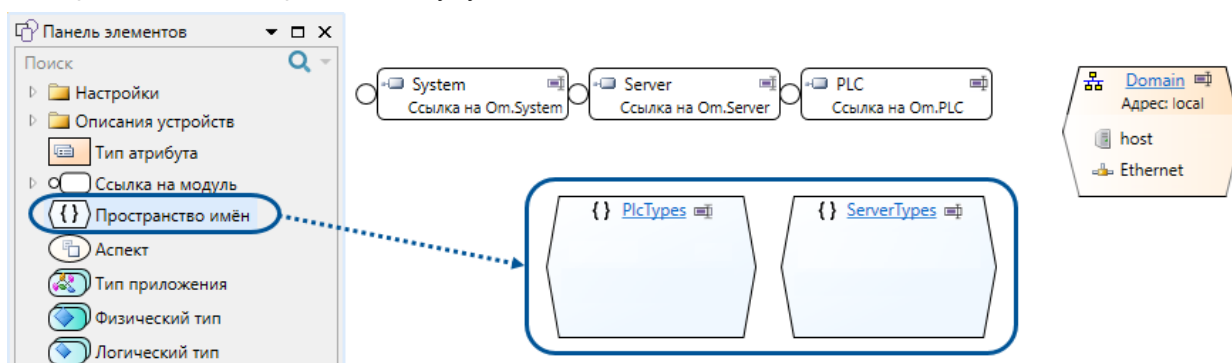 Панель элементов
Поиск
Настройки
Описания устройств
Тип атрибута
Ссылка на модуль
{ } Пространство имён
Аспект
Тип приложения
Физический тип
Логический тип
System
Ссылка на Om.System
Server
Ссылка на Om.Server
PLC
Ссылка на Om.PLC
Domain
Адрес: local
host
Ethernet
{ } PlcTypes
{ } ServerTypes